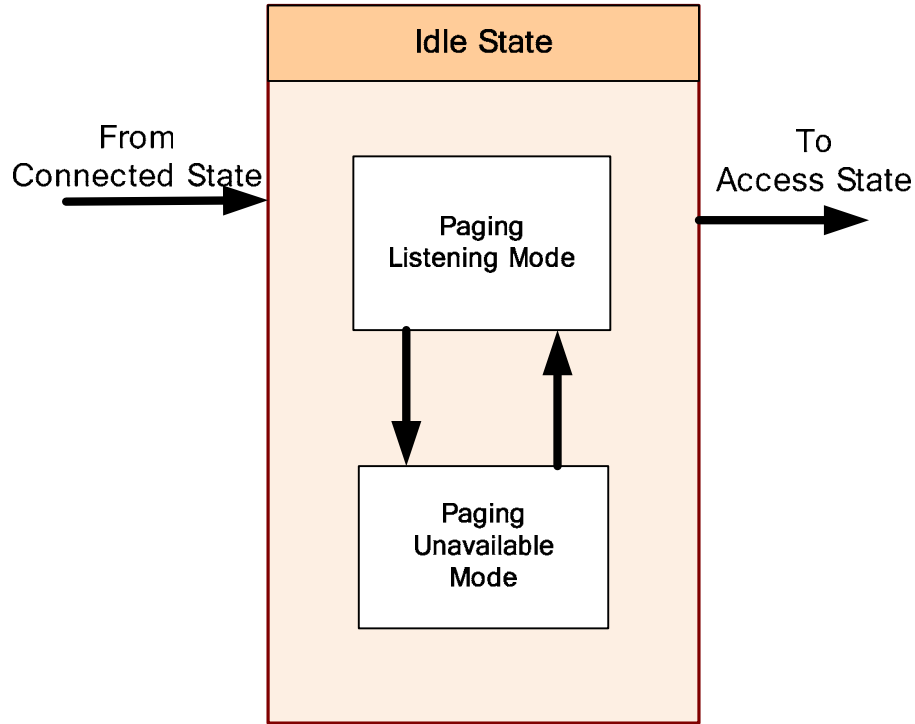 Idle State
From
Connected State
To
Access State
Paging
Listening Mode
Paging
Unavailable
Mode